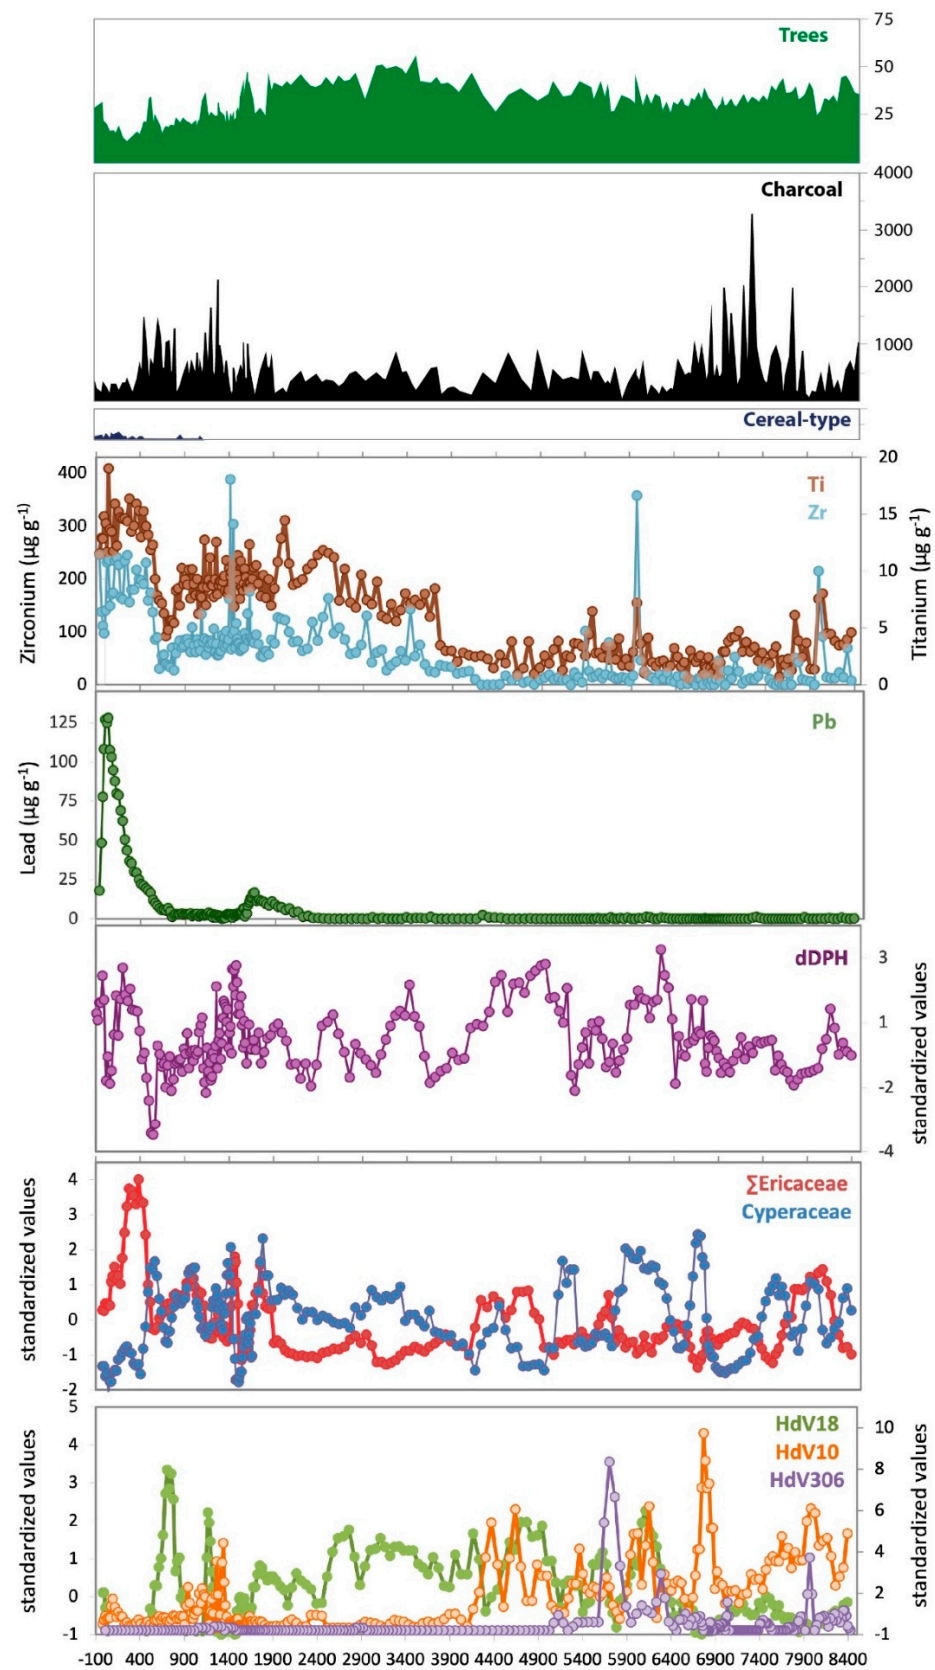 75
Trees
50
25
4000
Charcoal
3000
2000
1000
Cereal-type
Zirconium (µg g-1)
400
300
200
100
0
Ti
Zr
20
15
10
5
0
Titanium (µg g-1)
Lead (µg g-1)
125
100
75
50
25
0
Pb
dDPH
3
1
-2
-4
standardized values
standardized values
4
3
2
1
0
-1
-2
∑Ericaceae
Cyperaceae
standardized values
5
4
3
2
1
0
-1
HdV18
HdV10
HdV306
10
8
6
4
2
-1
standardized values
-100 400 900 1400 1900 2400 2900 3400 3900 4400 4900 5400 5900 6400 6900 7400 7900 8400